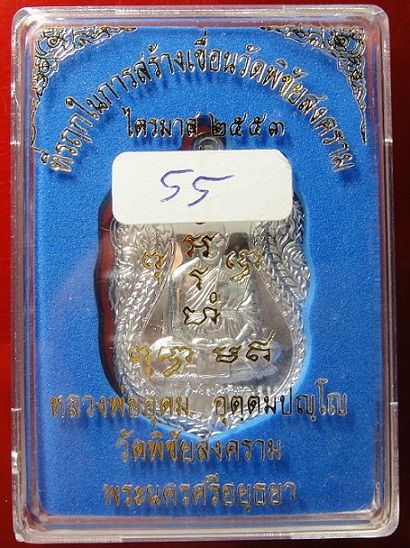 ที่รฤกในการสร้างเขื่อนวัดพิชัยสงคราม
ไตรมาส ๒๕๕๓
55
หลวงพ่ออุดม อุตฺตมปญฺโญ
วัดพิชัยสงคราม
พระนครศรีอยุธยา